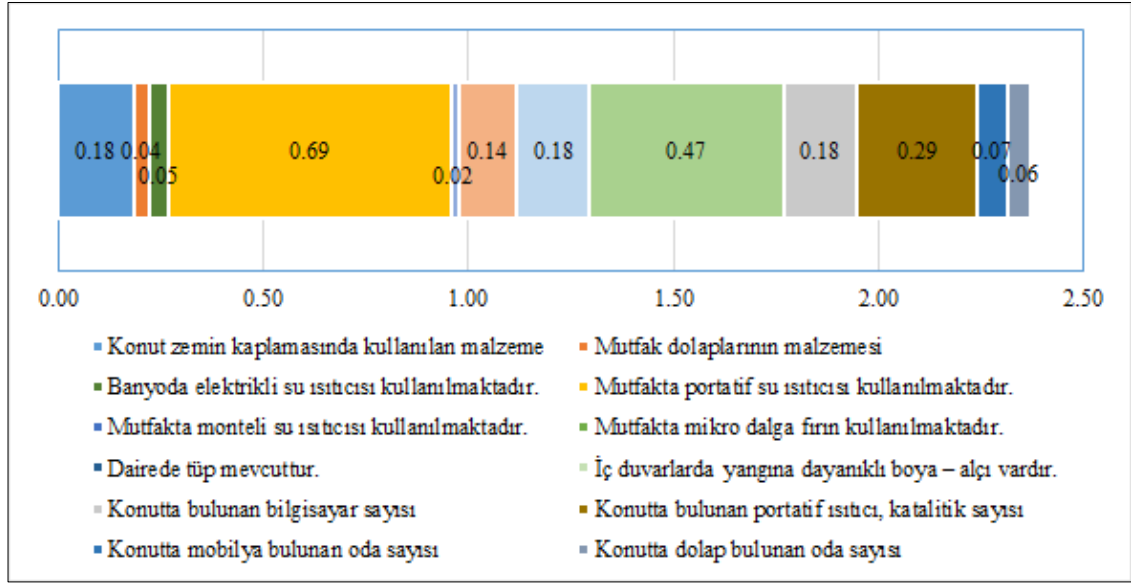 0.18 0.04 0.05 0.69 0.02 0.14 0.18 0.47 0.18 0.29 0.07 0.06
0.00 0.50 1.00 1.50 2.00 2.50
Konut zemin kaplamasında kullanılan malzeme
Mutfak dolaplarının malzemesi
Banyoda elektrikli su ısıtıcısı kullanılmaktadır.
Mutfakta portatif su ısıtıcısı kullanılmaktadır.
Mutfakta monteli su ısıtıcısı kullanılmaktadır.
Mutfakta mikro dalga fırın kullanılmaktadır.
Dairede tüp mevcuttur.
İç duvarlarda yangına dayanıklı boya – alçı vardır.
Konutta bulunan bilgisayar sayısı
Konutta bulunan portatif ısıtıcı, katalitik sayısı
Konutta mobilya bulunan oda sayısı
Konutta dolap bulunan oda sayısı